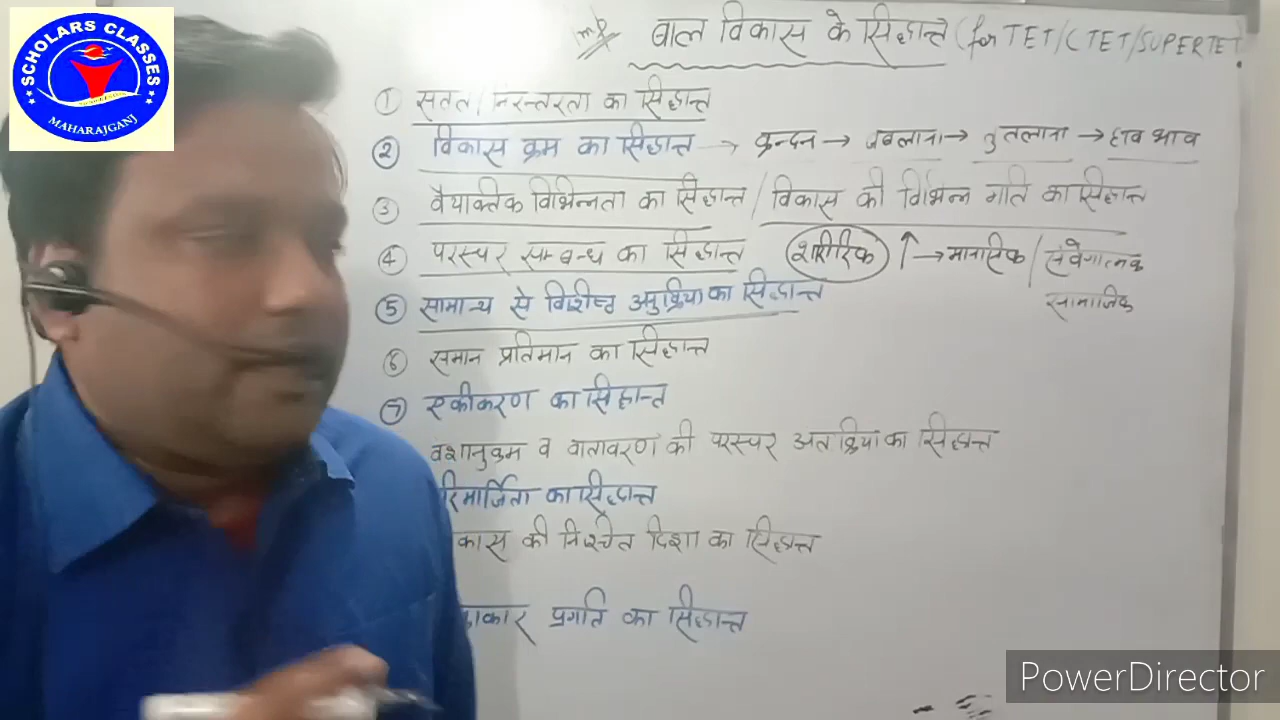 SCHOLARS CLASSES
MAHARAJGANJ
Imp बाल विकास के सिद्धान्त (for TET/CTET/SUPERTET
① सतत/निरन्तरता का सिद्धान्त
② विकास क्रम का सिद्धान्त → क्रन्दन → बबलाना → तुतलाना → हाव भाव
③ वैयाक्तिक विभिन्नता का सिद्धान्त / विकास की विभिन्न गति का सिद्धान्त
④ परस्पर सम्बन्ध का सिद्धान्त शारीरिक ↑ → मानसिक / संवेगात्मक
सामाजिक
⑤ सामान्य से विशिष्ट अनुक्रिया का सिद्धान्त
⑥ समान प्रतिमान का सिद्धान्त
⑦ एकीकरण का सिद्धान्त
वंशानुक्रम व वातावरण की परस्पर अतः क्रिया का सिद्धान्त
रिमार्जिता का सिद्धान्त
कास की निश्चित दिशा का सिद्धान्त
ाकार प्रगति का सिद्धान्त
PowerDirector